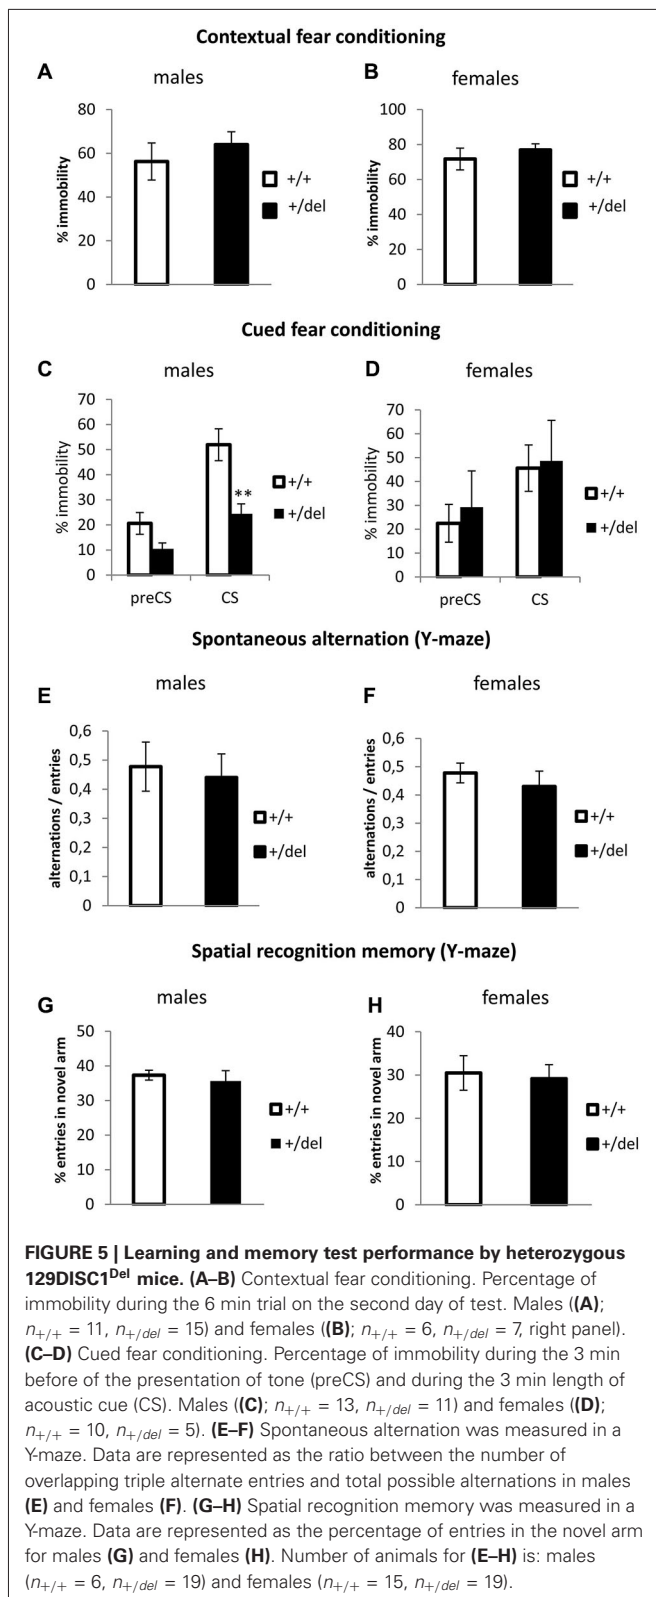 Contextual fear conditioning
A
males
B
females
% immobility
80
60
40
20
0
+/+
+/del
% immobility
100
80
60
40
20
0
+/+
+/del
Cued fear conditioning
C
males
D
females
% immobility
70
60
50
40
30
20
10
0
**
preCS
CS
+/+
+/del
% immobility
70
60
50
40
30
20
10
0
preCS
CS
+/+
+/del
Spontaneous alternation (Y-maze)
E
males
F
females
alternations / entries
0,6
0,5
0,4
0,3
0,2
0,1
0
+/+
+/del
alternations / entries
0,6
0,5
0,4
0,3
0,2
0,1
0
+/+
+/del
Spatial recognition memory (Y-maze)
G
males
H
females
% entries in novel arm
50
40
30
20
10
0
+/+
+/del
% entries in novel arm
40
30
20
10
0
+/+
+/del
FIGURE 5 | Learning and memory test performance by heterozygous
129DISC1Del mice. (A–B) Contextual fear conditioning. Percentage of
immobility during the 6 min trial on the second day of test. Males ((A);
n+/+ = 11, n+/del = 15) and females ((B); n+/+ = 6, n+/del = 7, right panel).
(C–D) Cued fear conditioning. Percentage of immobility during the 3 min
before of the presentation of tone (preCS) and during the 3 min length of
acoustic cue (CS). Males ((C); n+/+ = 13, n+/del = 11) and females ((D);
n+/+ = 10, n+/del = 5). (E–F) Spontaneous alternation was measured in a
Y-maze. Data are represented as the ratio between the number of
overlapping triple alternate entries and total possible alternations in males
(E) and females (F). (G–H) Spatial recognition memory was measured in a
Y-maze. Data are represented as the percentage of entries in the novel arm
for males (G) and females (H). Number of animals for (E–H) is: males
(n+/+ = 6, n+/del = 19) and females (n+/+ = 15, n+/del = 19).